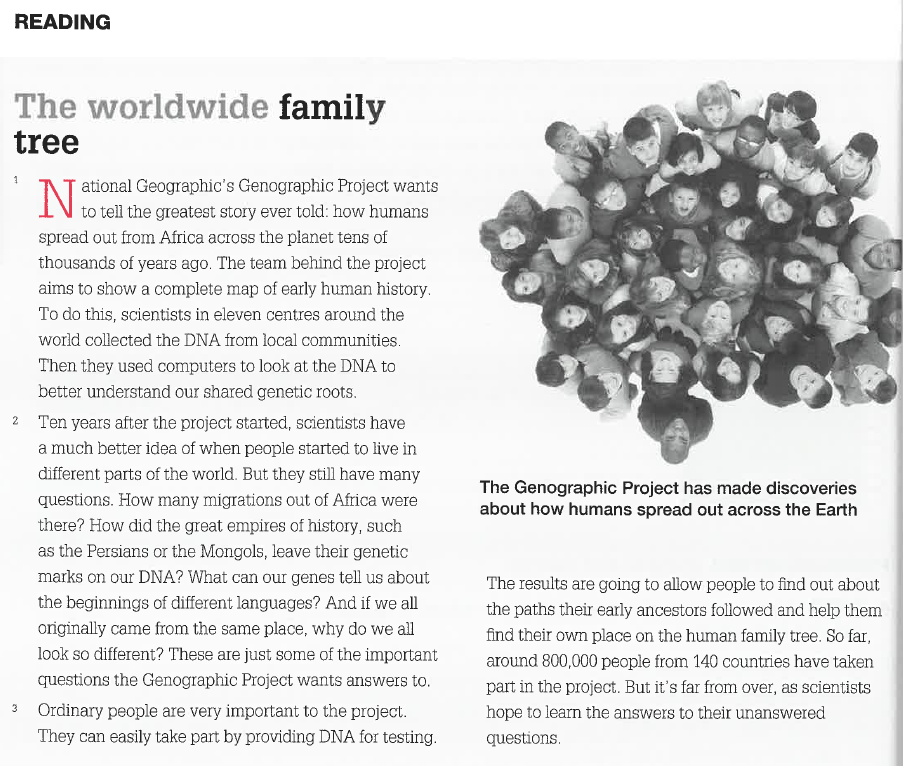 READING
The worldwide family
tree
1 National Geographic's Genographic Project wants
to tell the greatest story ever told: how humans
spread out from Africa across the planet tens of
thousands of years ago. The team behind the project
aims to show a complete map of early human history.
To do this, scientists in eleven centres around the
world collected the DNA from local communities.
Then they used computers to look at the DNA to
better understand our shared genetic roots.
2 Ten years after the project started, scientists have
a much better idea of when people started to live in
different parts of the world. But they still have many
questions. How many migrations out of Africa were
there? How did the great empires of history, such
as the Persians or the Mongols, leave their genetic
marks on our DNA? What can our genes tell us about
the beginnings of different languages? And if we all
originally came from the same place, why do we all
look so different? These are just some of the important
questions the Genographic Project wants answers to.
3 Ordinary people are very important to the project.
They can easily take part by providing DNA for testing.
The Genographic Project has made discoveries
about how humans spread out across the Earth
The results are going to allow people to find out about
the paths their early ancestors followed and help them
find their own place on the human family tree. So far,
around 800,000 people from 140 countries have taken
part in the project. But it's far from over, as scientists
hope to learn the answers to their unanswered
questions.